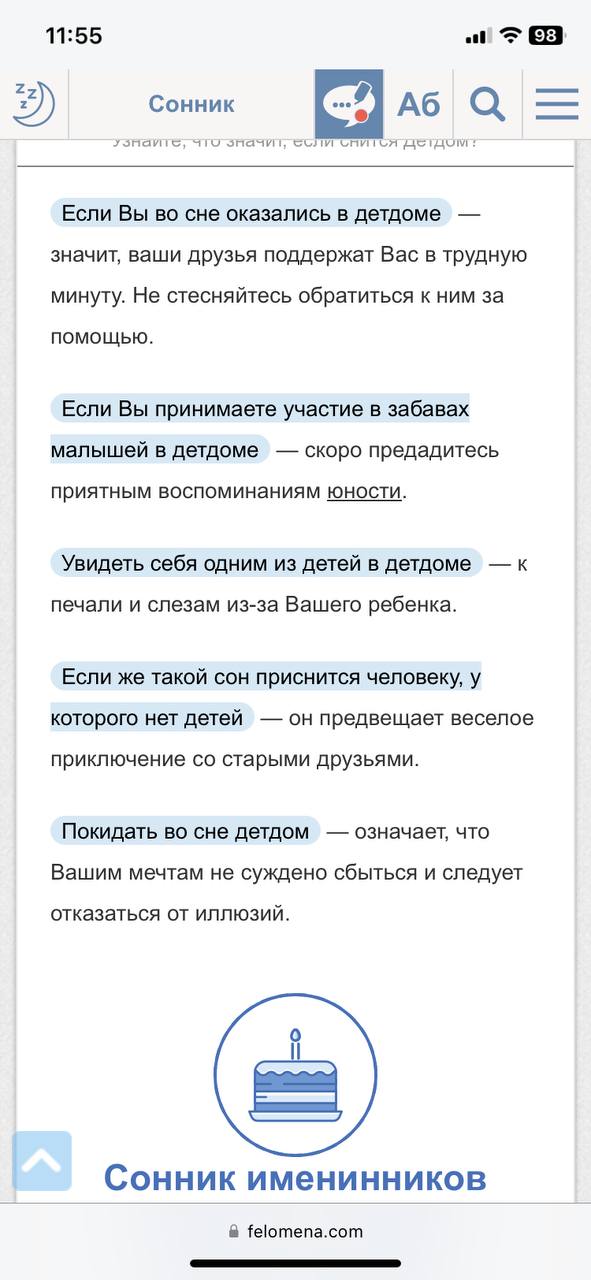 11:55
98
zzz
Сонник
Аб
Узнайте, что значит, если снится Детдом?
Если Вы во сне оказались в детдоме —
значит, ваши друзья поддержат Вас в трудную
минуту. Не стесняйтесь обратиться к ним за
помощью.
Если Вы принимаете участие в забавах
малышей в детдоме — скоро предадитесь
приятным воспоминаниям юности.
Увидеть себя одним из детей в детдоме — к
печали и слезам из-за Вашего ребенка.
Если же такой сон приснится человеку, у
которого нет детей — он предвещает веселое
приключение со старыми друзьями.
Покидать во сне детдом — означает, что
Вашим мечтам не суждено сбыться и следует
отказаться от иллюзий.
Сонник именинников
felomena.com